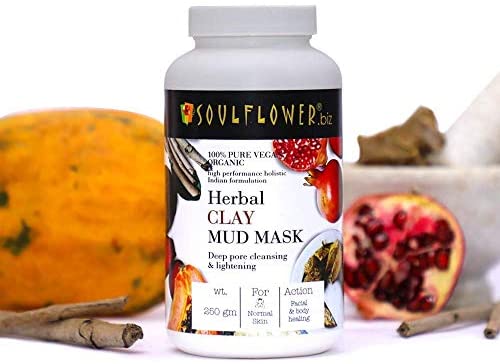 SOULFLOWER®.biz
100% PURE VEGAN
ORGANIC
high performance holistic
Indian formulation
Herbal
CLAY
MUD MASK
Deep pore cleansing
& lightening
wt.
250 gm
For
Normal
Skin
Action
Facial
& body
healing